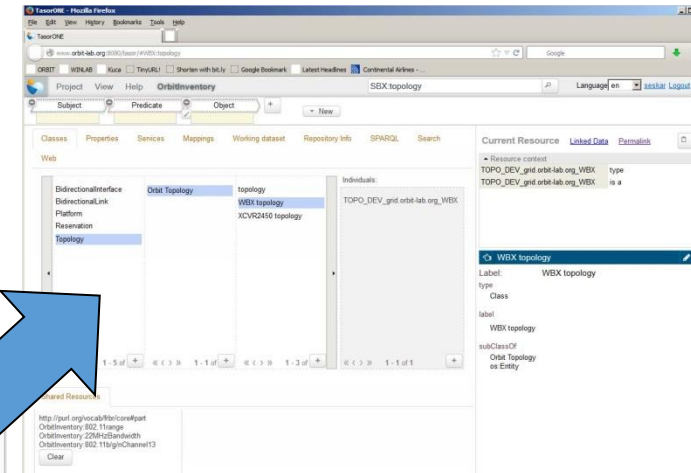 TasorONE - Mozilla Firefox
File Edit View History Bookmarks Tools Help
TasorONE
www.orbit-lab.org:8080/tasor/#WBX:topology
Google
ORBIT WINLAB Kuca TinyURL! Shorten with bit.ly Google Bookmark Latest Headlines Continental Airlines - ...
Project View Help OrbitInventory
SBX:topology
Language en seskar Logout
Subject Predicate Object + New
Classes Properties Services Mappings Working dataset Repository Info SPARQL Search
Web
BidirectionalInterface
BidirectionalLink
Platform
Reservation
Topology
1 - 5 of +
Orbit Topology
1 - 1 of +
topology
WBX topology
XCVR2450 topology
1 - 3 of +
Individuals:
TOPO_DEV_grid.orbit-lab.org_WBX
1 - 1 of 1 +
Shared Resources
http://purl.org/vocab/frbr/core#part
OrbitInventory:802.11range
OrbitInventory:22MHzBandwidth
OrbitInventory:802.11b/g/nChannel13
Clear
Current Resource Linked Data Permalink
Resource context
TOPO_DEV_grid.orbit-lab.org_WBX type
TOPO_DEV_grid.orbit-lab.org_WBX is a
WBX topology
Label: WBX topology
type
Class
label
WBX topology
subClassOf
Orbit Topology
os:Entity